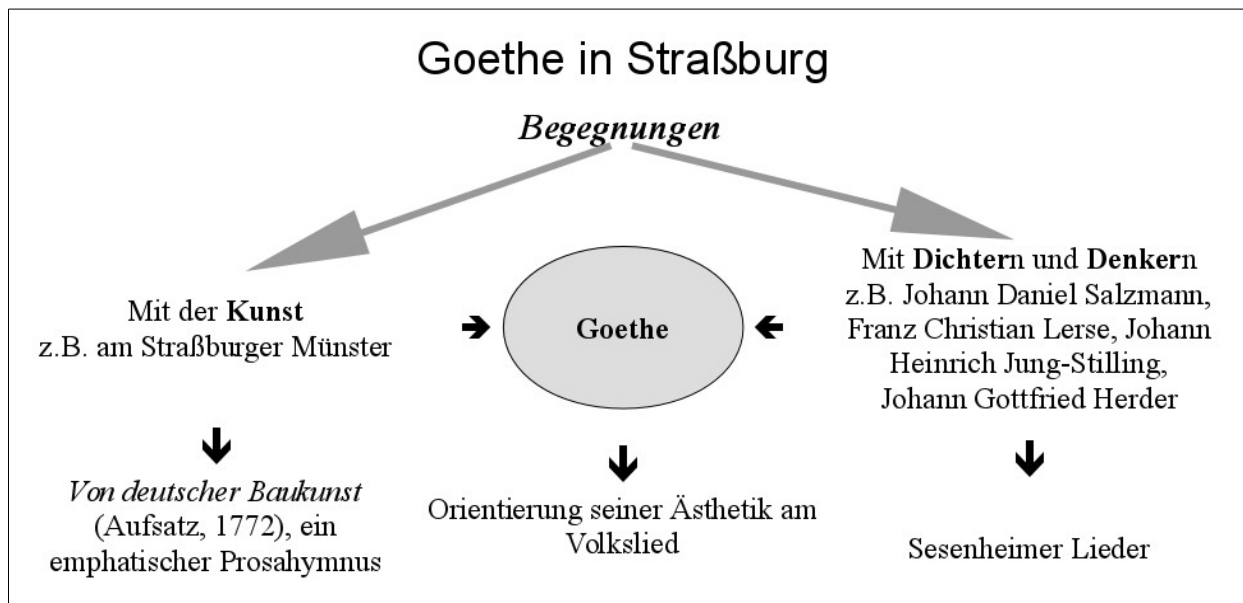 Goethe in Straßburg
Begegnungen
Mit der Kunst
z.B. am Straßburger Münster
Goethe
Mit Dichtern und Denkern
z.B. Johann Daniel Salzmann,
Franz Christian Lerse, Johann
Heinrich Jung-Stilling,
Johann Gottfried Herder
Von deutscher Baukunst
(Aufsatz, 1772), ein
emphatischer Prosahymnus
Orientierung seiner Ästhetik am
Volkslied
Sesenheimer Lieder